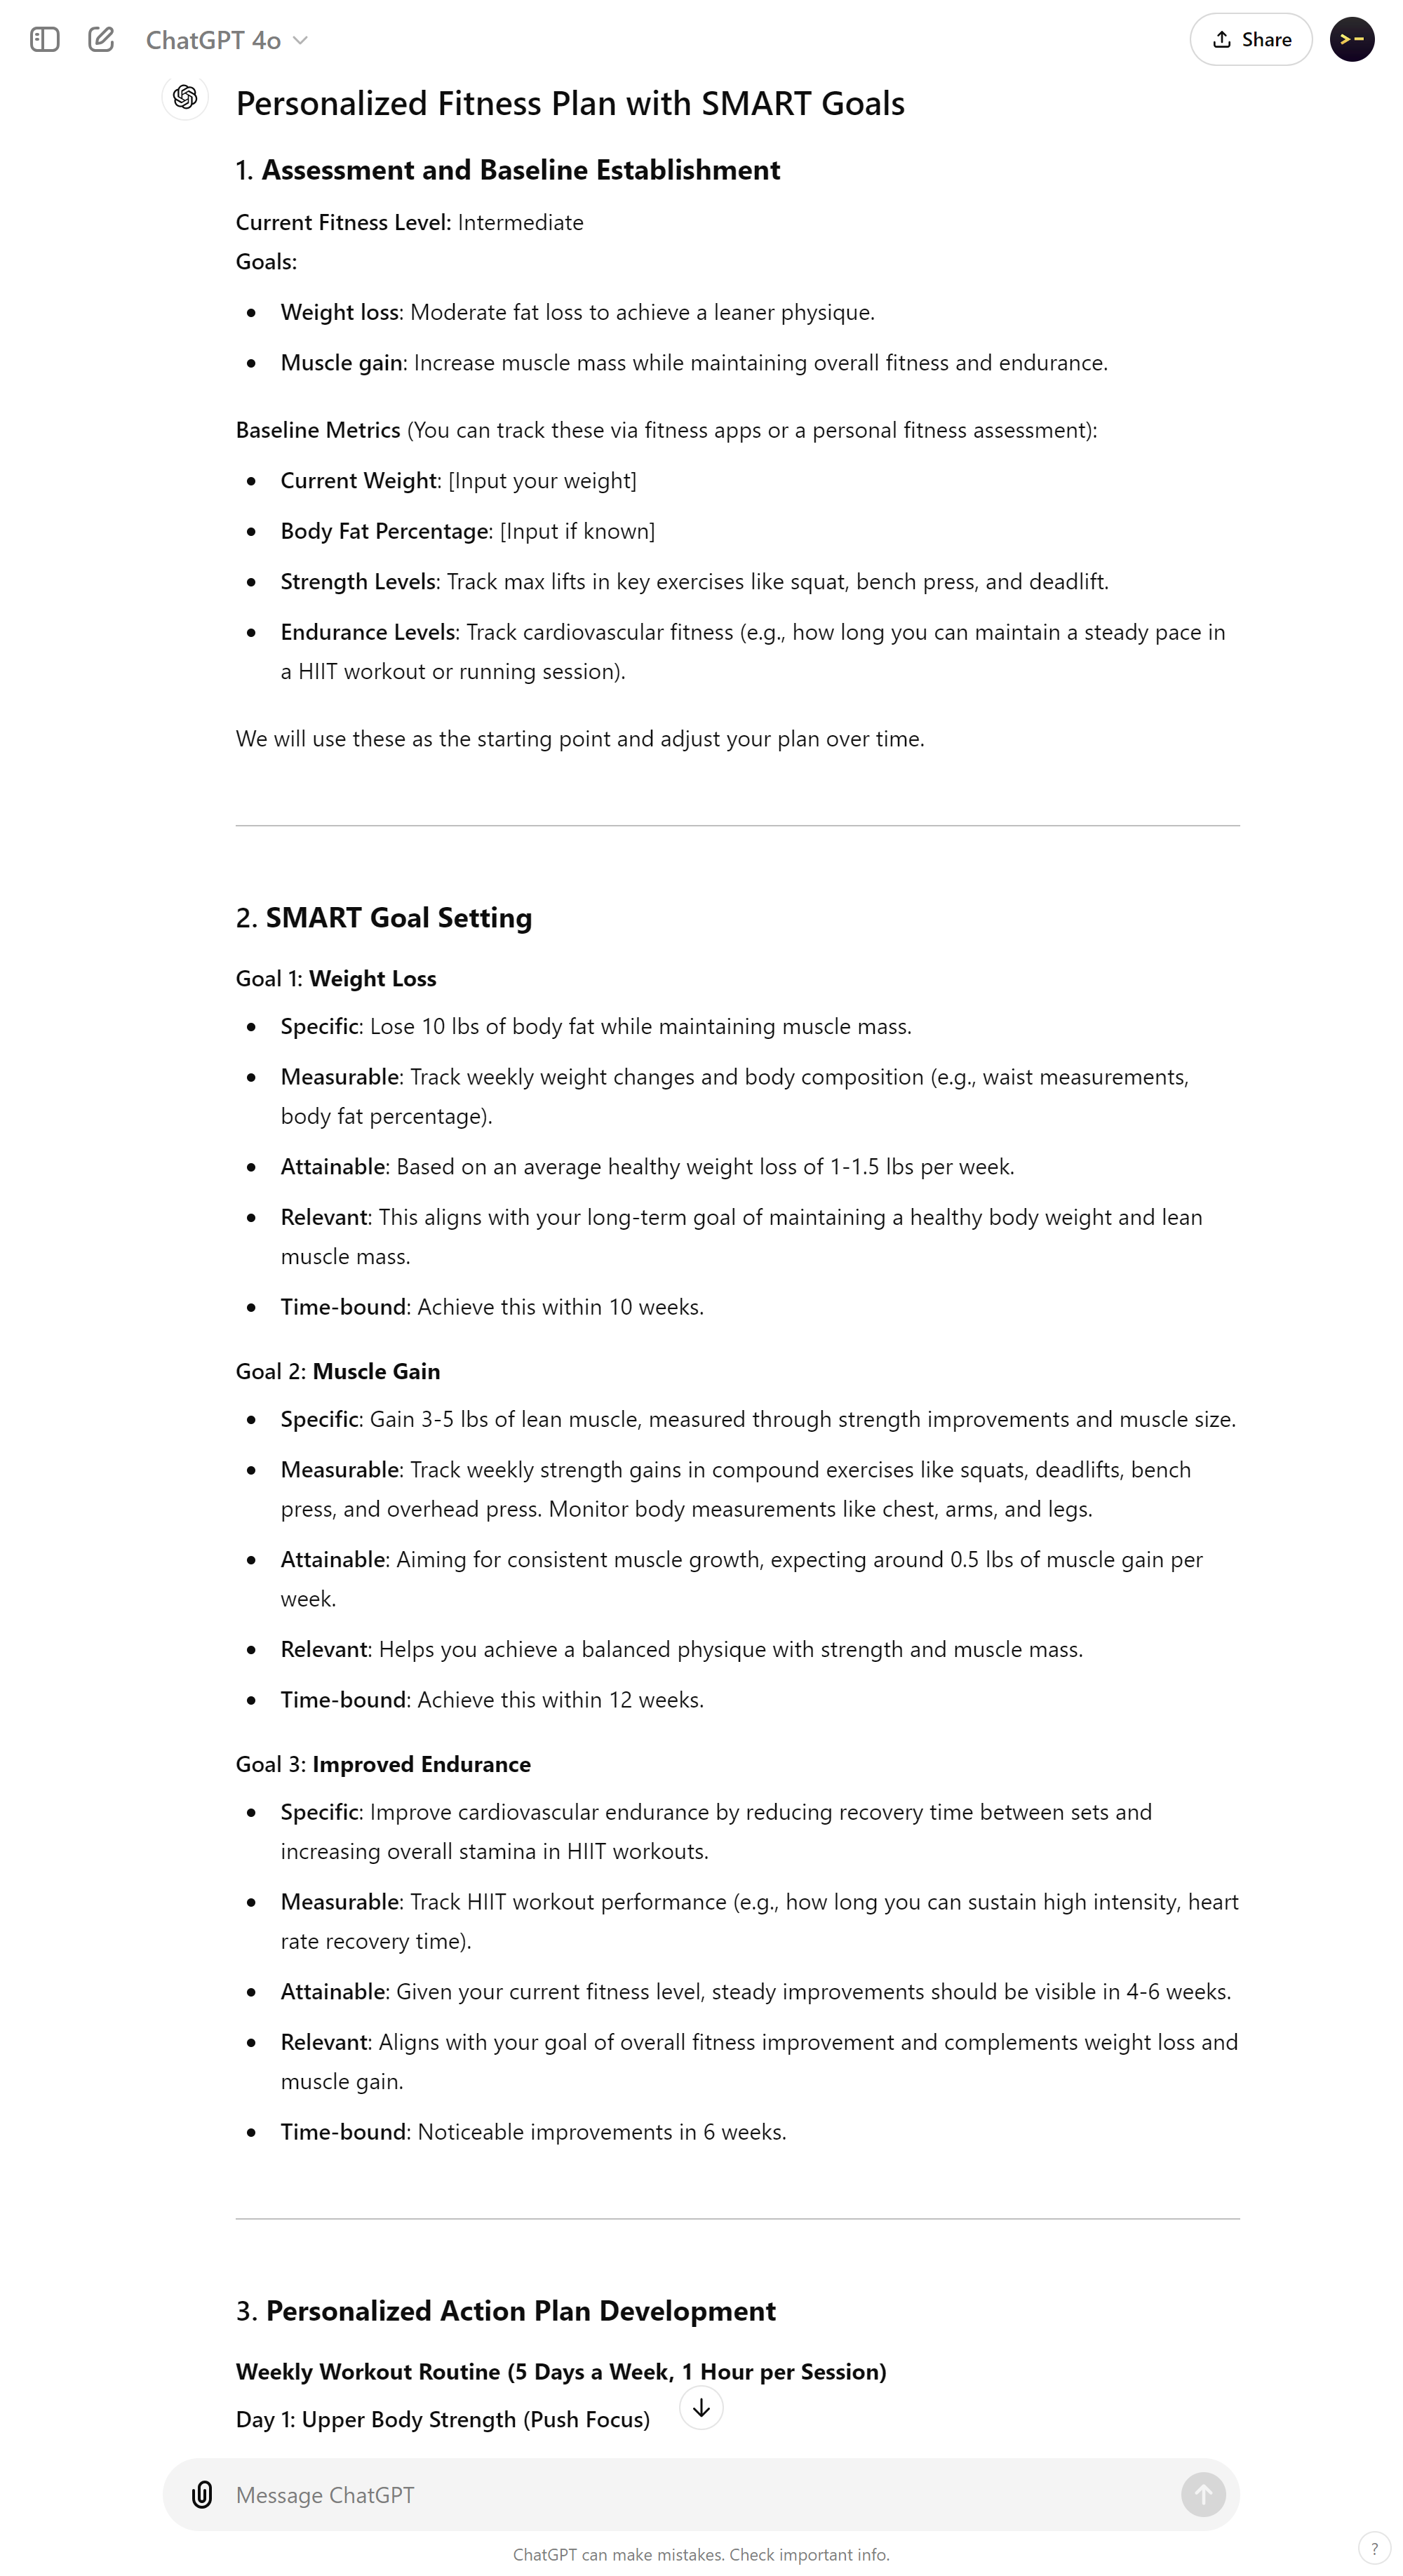 ChatGPT 4o
Share
Personalized Fitness Plan with SMART Goals
1. Assessment and Baseline Establishment
Current Fitness Level: Intermediate
Goals:
• Weight loss: Moderate fat loss to achieve a leaner physique.
• Muscle gain: Increase muscle mass while maintaining overall fitness and endurance.
Baseline Metrics (You can track these via fitness apps or a personal fitness assessment):
• Current Weight: [Input your weight]
• Body Fat Percentage: [Input if known]
• Strength Levels: Track max lifts in key exercises like squat, bench press, and deadlift.
• Endurance Levels: Track cardiovascular fitness (e.g., how long you can maintain a steady pace in
a HIIT workout or running session).
We will use these as the starting point and adjust your plan over time.
2. SMART Goal Setting
Goal 1: Weight Loss
• Specific: Lose 10 lbs of body fat while maintaining muscle mass.
• Measurable: Track weekly weight changes and body composition (e.g., waist measurements,
body fat percentage).
• Attainable: Based on an average healthy weight loss of 1-1.5 lbs per week.
• Relevant: This aligns with your long-term goal of maintaining a healthy body weight and lean
muscle mass.
• Time-bound: Achieve this within 10 weeks.
Goal 2: Muscle Gain
• Specific: Gain 3-5 lbs of lean muscle, measured through strength improvements and muscle size.
• Measurable: Track weekly strength gains in compound exercises like squats, deadlifts, bench
press, and overhead press. Monitor body measurements like chest, arms, and legs.
• Attainable: Aiming for consistent muscle growth, expecting around 0.5 lbs of muscle gain per
week.
• Relevant: Helps you achieve a balanced physique with strength and muscle mass.
• Time-bound: Achieve this within 12 weeks.
Goal 3: Improved Endurance
• Specific: Improve cardiovascular endurance by reducing recovery time between sets and
increasing overall stamina in HIIT workouts.
• Measurable: Track HIIT workout performance (e.g., how long you can sustain high intensity, heart
rate recovery time).
• Attainable: Given your current fitness level, steady improvements should be visible in 4-6 weeks.
• Relevant: Aligns with your goal of overall fitness improvement and complements weight loss and
muscle gain.
• Time-bound: Noticeable improvements in 6 weeks.
3. Personalized Action Plan Development
Weekly Workout Routine (5 Days a Week, 1 Hour per Session)
Day 1: Upper Body Strength (Push Focus)
Message ChatGPT
ChatGPT can make mistakes. Check important info.
?